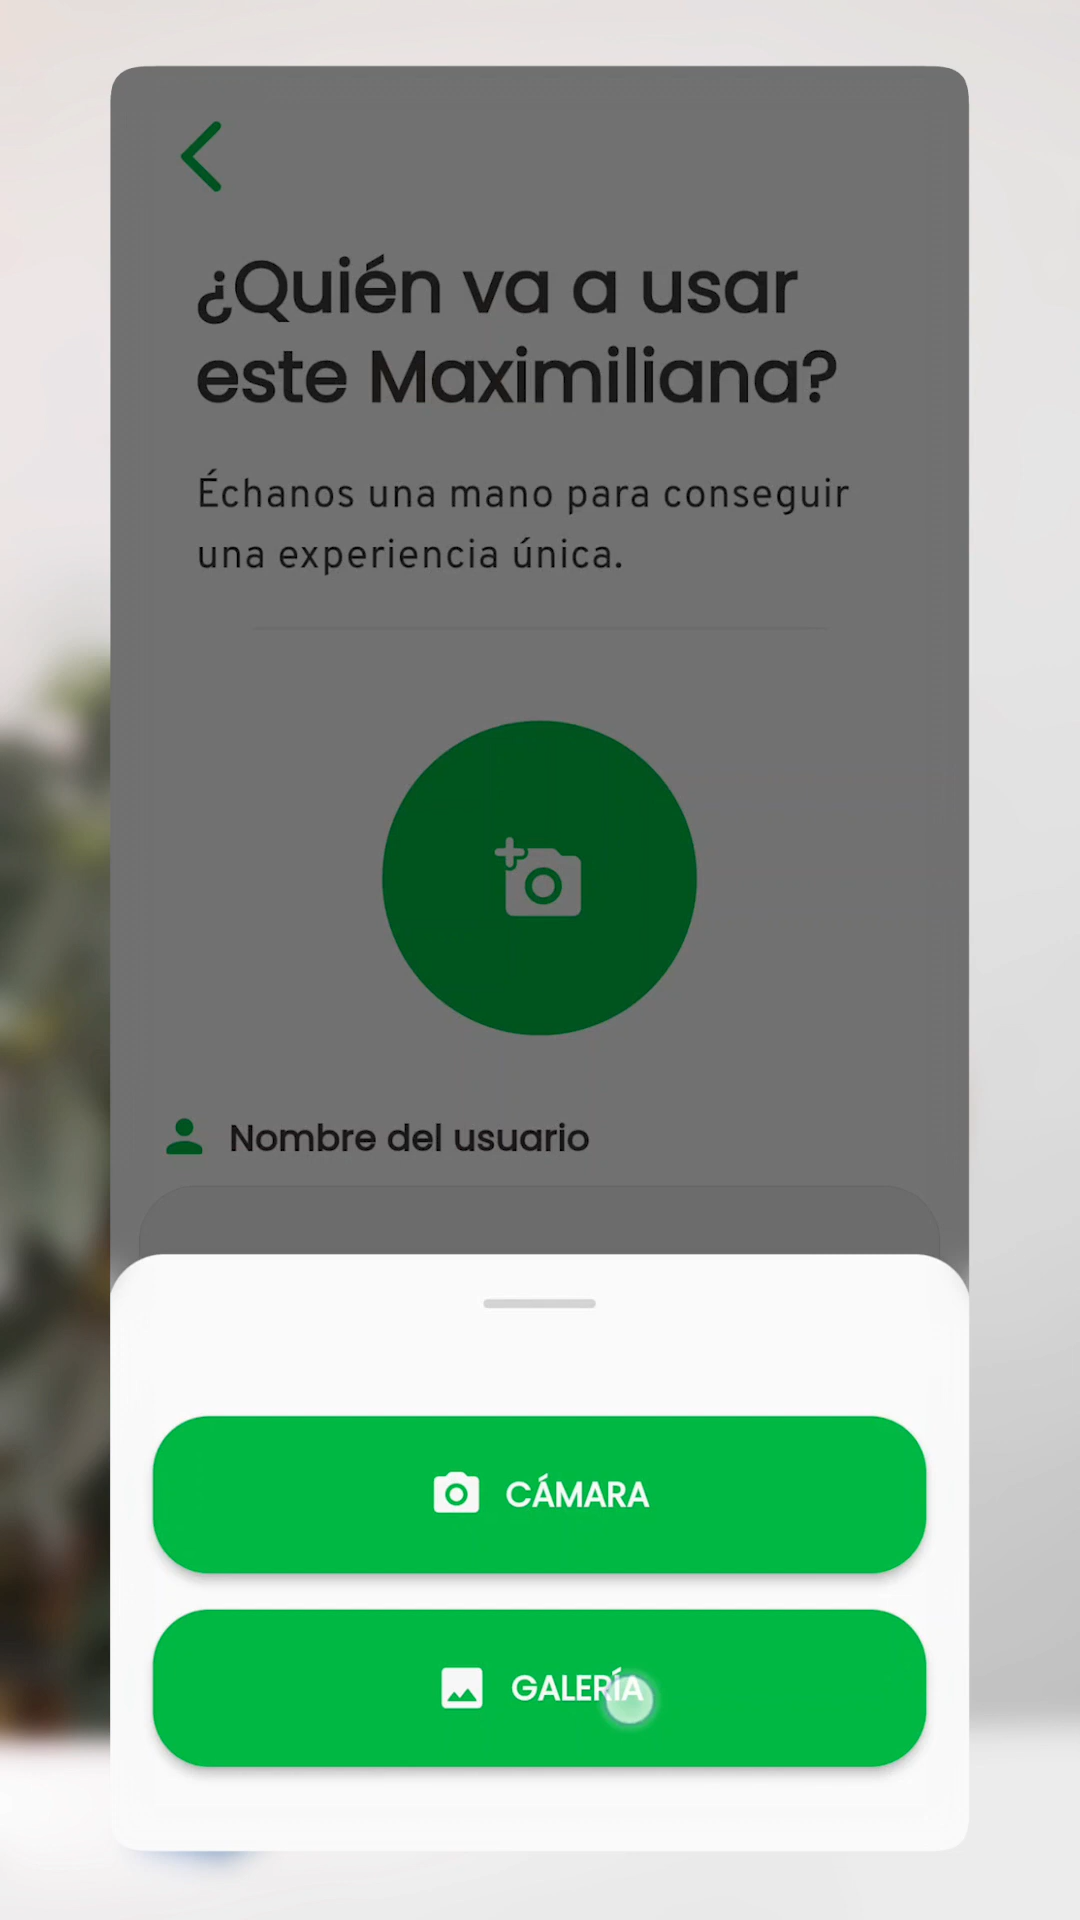 ¿Quién va a usar
este Maximiliana?
Échanos una mano para conseguir
una experiencia única.
Nombre del usuario
CÁMARA
GALERÍA